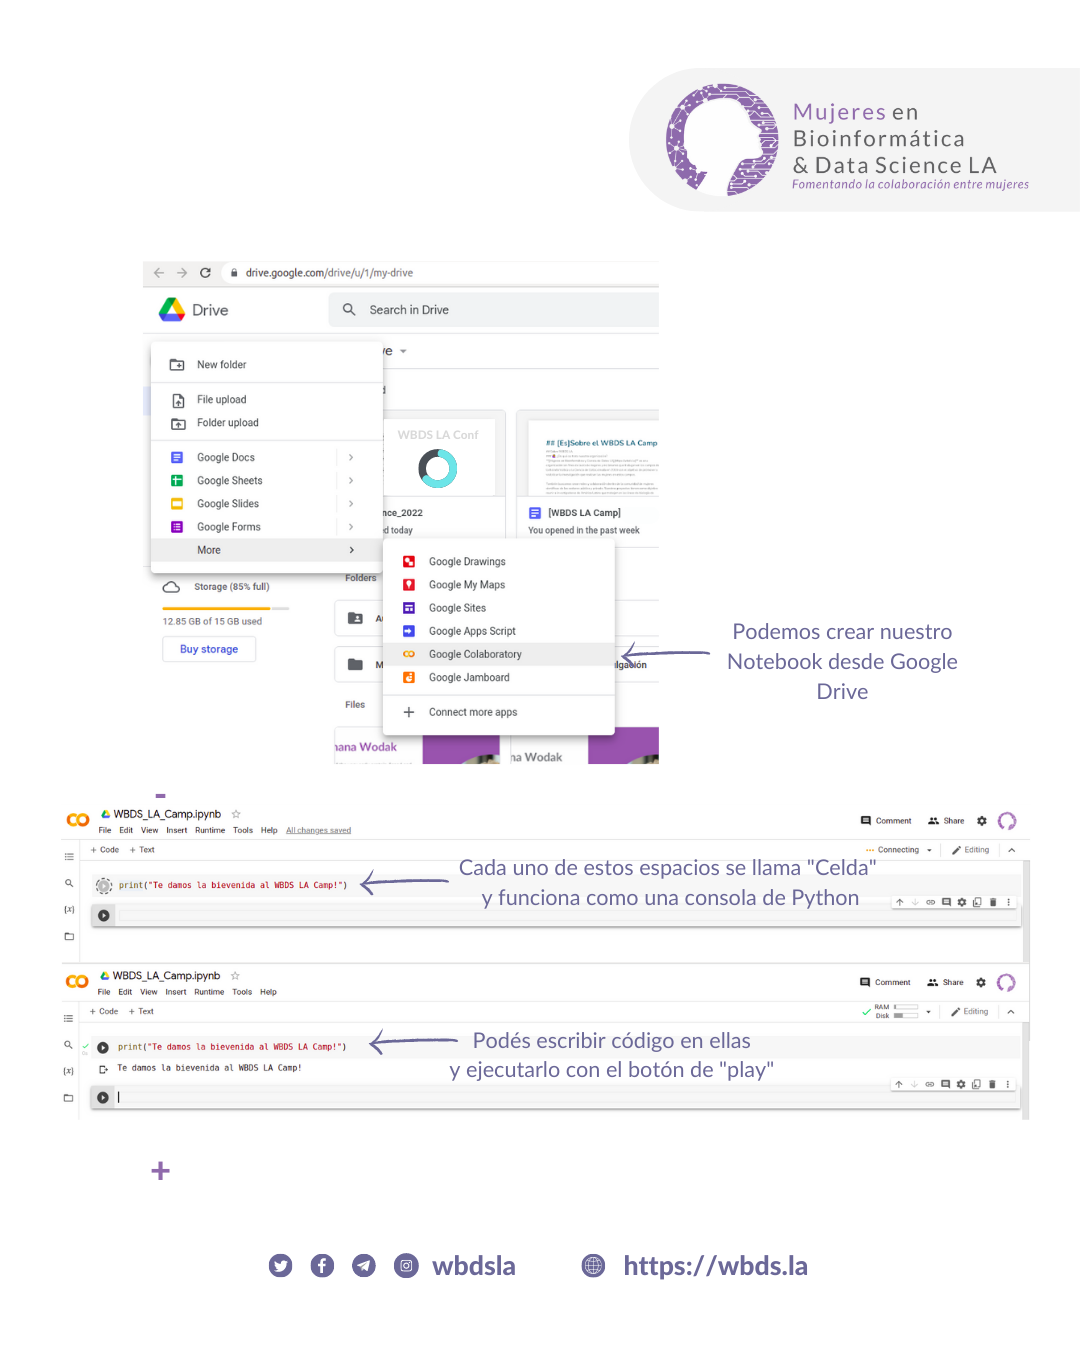 Mujeres en
Bioinformática
& Data Science LA
Fomentando la colaboración entre mujeres
drive.google.com/drive/u/1/my-drive
Drive
Search in Drive
New folder
File upload
Folder upload
Google Docs
Google Sheets
Google Slides
Google Forms
More
WBDS LA Conf
## [Es]Sobre el WBDS LA Camp
nce_2022
d today
[WBDS LA Camp]
You opened in the past week
Storage (85% full)
12.85 GB of 15 GB used
Buy storage
Folders
Files
Google Drawings
Google My Maps
Google Sites
Google Apps Script
Google Colaboratory
Google Jamboard
Connect more apps
lgación
nana Wodak
na Wodak
Podemos crear nuestro
Notebook desde Google
Drive
-
WBDS_LA_Camp.ipynb
File Edit View Insert Runtime Tools Help All changes saved
Comment Share
+ Code + Text
Connecting Editing
print("Te damos la bievenida al WBDS LA Camp!")
Cada uno de estos espacios se llama "Celda"
y funciona como una consola de Python
WBDS_LA_Camp.ipynb
File Edit View Insert Runtime Tools Help
Comment Share
+ Code + Text
RAM
Disk
Editing
print("Te damos la bievenida al WBDS LA Camp!")
Te damos la bievenida al WBDS LA Camp!
Podés escribir código en ellas
y ejecutarlo con el botón de "play"
+
wbdsla
https://wbds.la